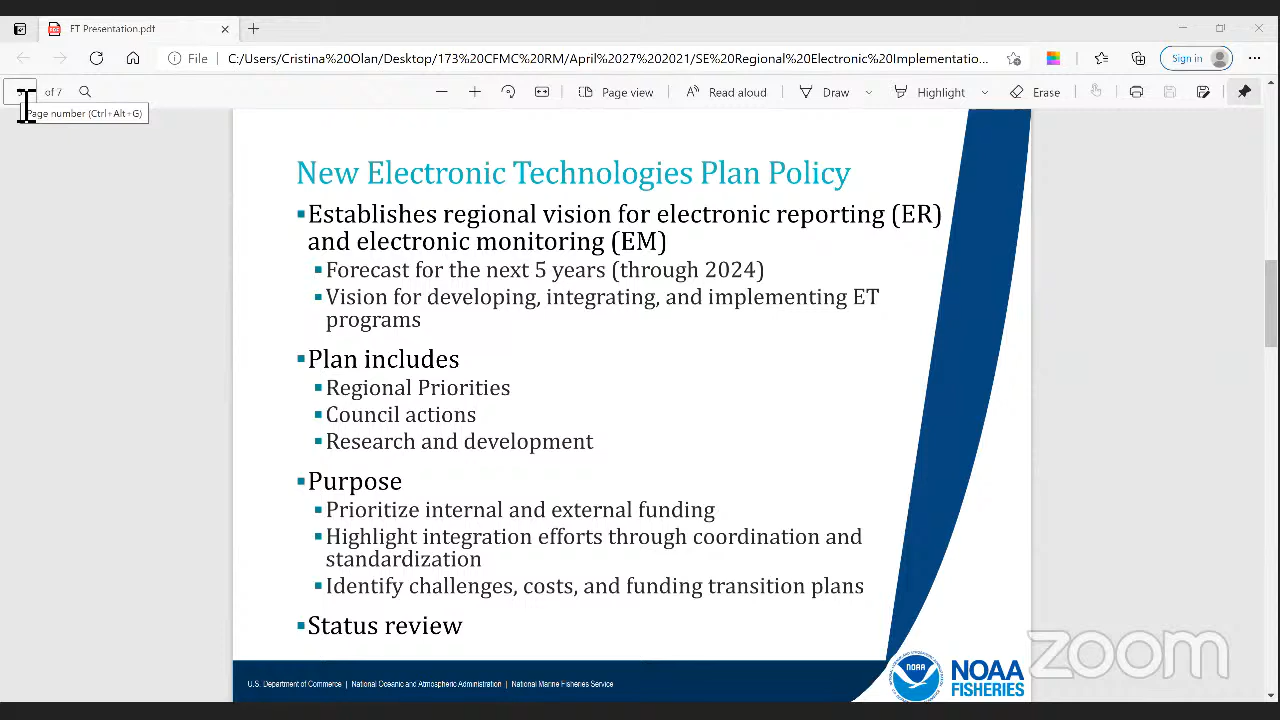 FT Presentation.pdf
File
C:/Users/Cristina%20Olan/Desktop/173%20CFMC%20RM/April%2027%202021/SE%20Regional%20Electronic%20Implementatio...
Sign in
of 7
Page view
Read aloud
Draw
Highlight
Erase
Page number (Ctrl+Alt+G)
New Electronic Technologies Plan Policy
▪Establishes regional vision for electronic reporting (ER)
and electronic monitoring (EM)
▪Forecast for the next 5 years (through 2024)
▪Vision for developing, integrating, and implementing ET
programs
▪Plan includes
▪Regional Priorities
▪Council actions
▪Research and development
▪Purpose
▪Prioritize internal and external funding
▪Highlight integration efforts through coordination and
standardization
▪Identify challenges, costs, and funding transition plans
▪Status review
U.S. Department of Commerce | National Oceanic and Atmospheric Administration | National Marine Fisheries Service
NOAA
NOAA
FISHERIES
zoom